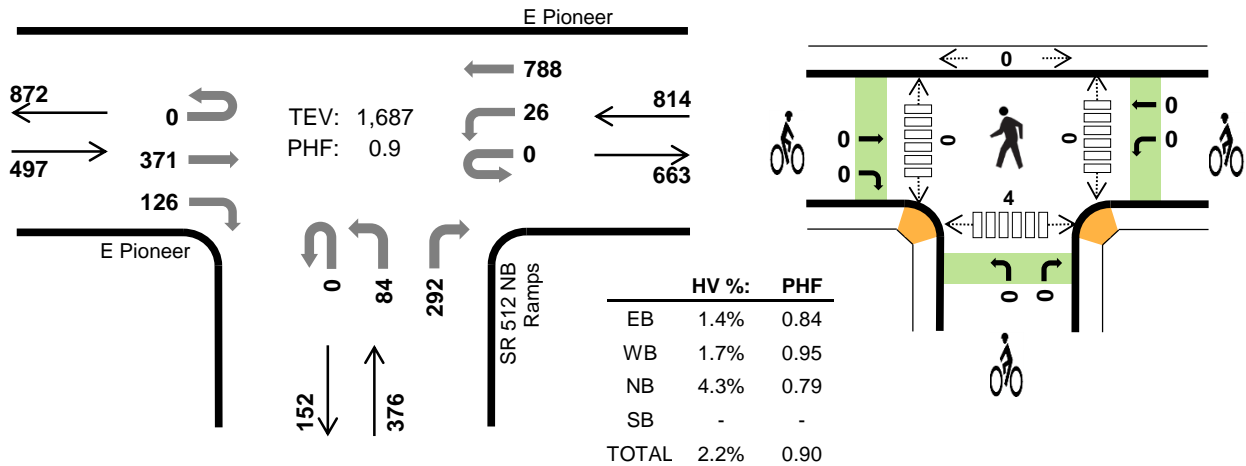 E Pioneer
872
0
497
371
126
E Pioneer
TEV: 1,687
PHF: 0.9
788
26
0
814
663
0
84
292
152
376
SR 512 NB
Ramps
HV %: PHF
EB 1.4% 0.84
WB 1.7% 0.95
NB 4.3% 0.79
SB - -
TOTAL 2.2% 0.90
0
0
0
0
0
0
0
4
0
0